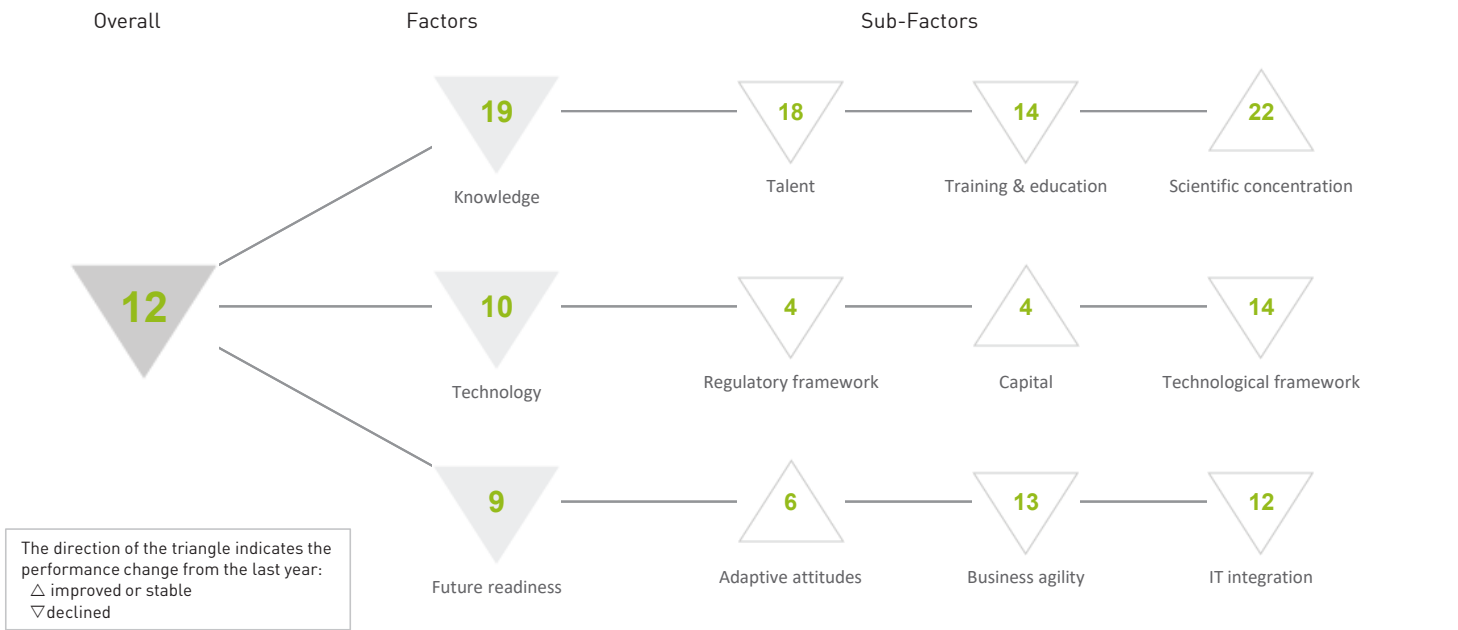 Overall
Factors
Sub-Factors
19
18
14
22
Knowledge
Talent
Training & education
Scientific concentration
12
10
4
4
14
Technology
Regulatory framework
Capital
Technological framework
9
6
13
12
Future readiness
Adaptive attitudes
Business agility
IT integration
The direction of the triangle indicates the
performance change from the last year:
△ improved or stable
▽ declined